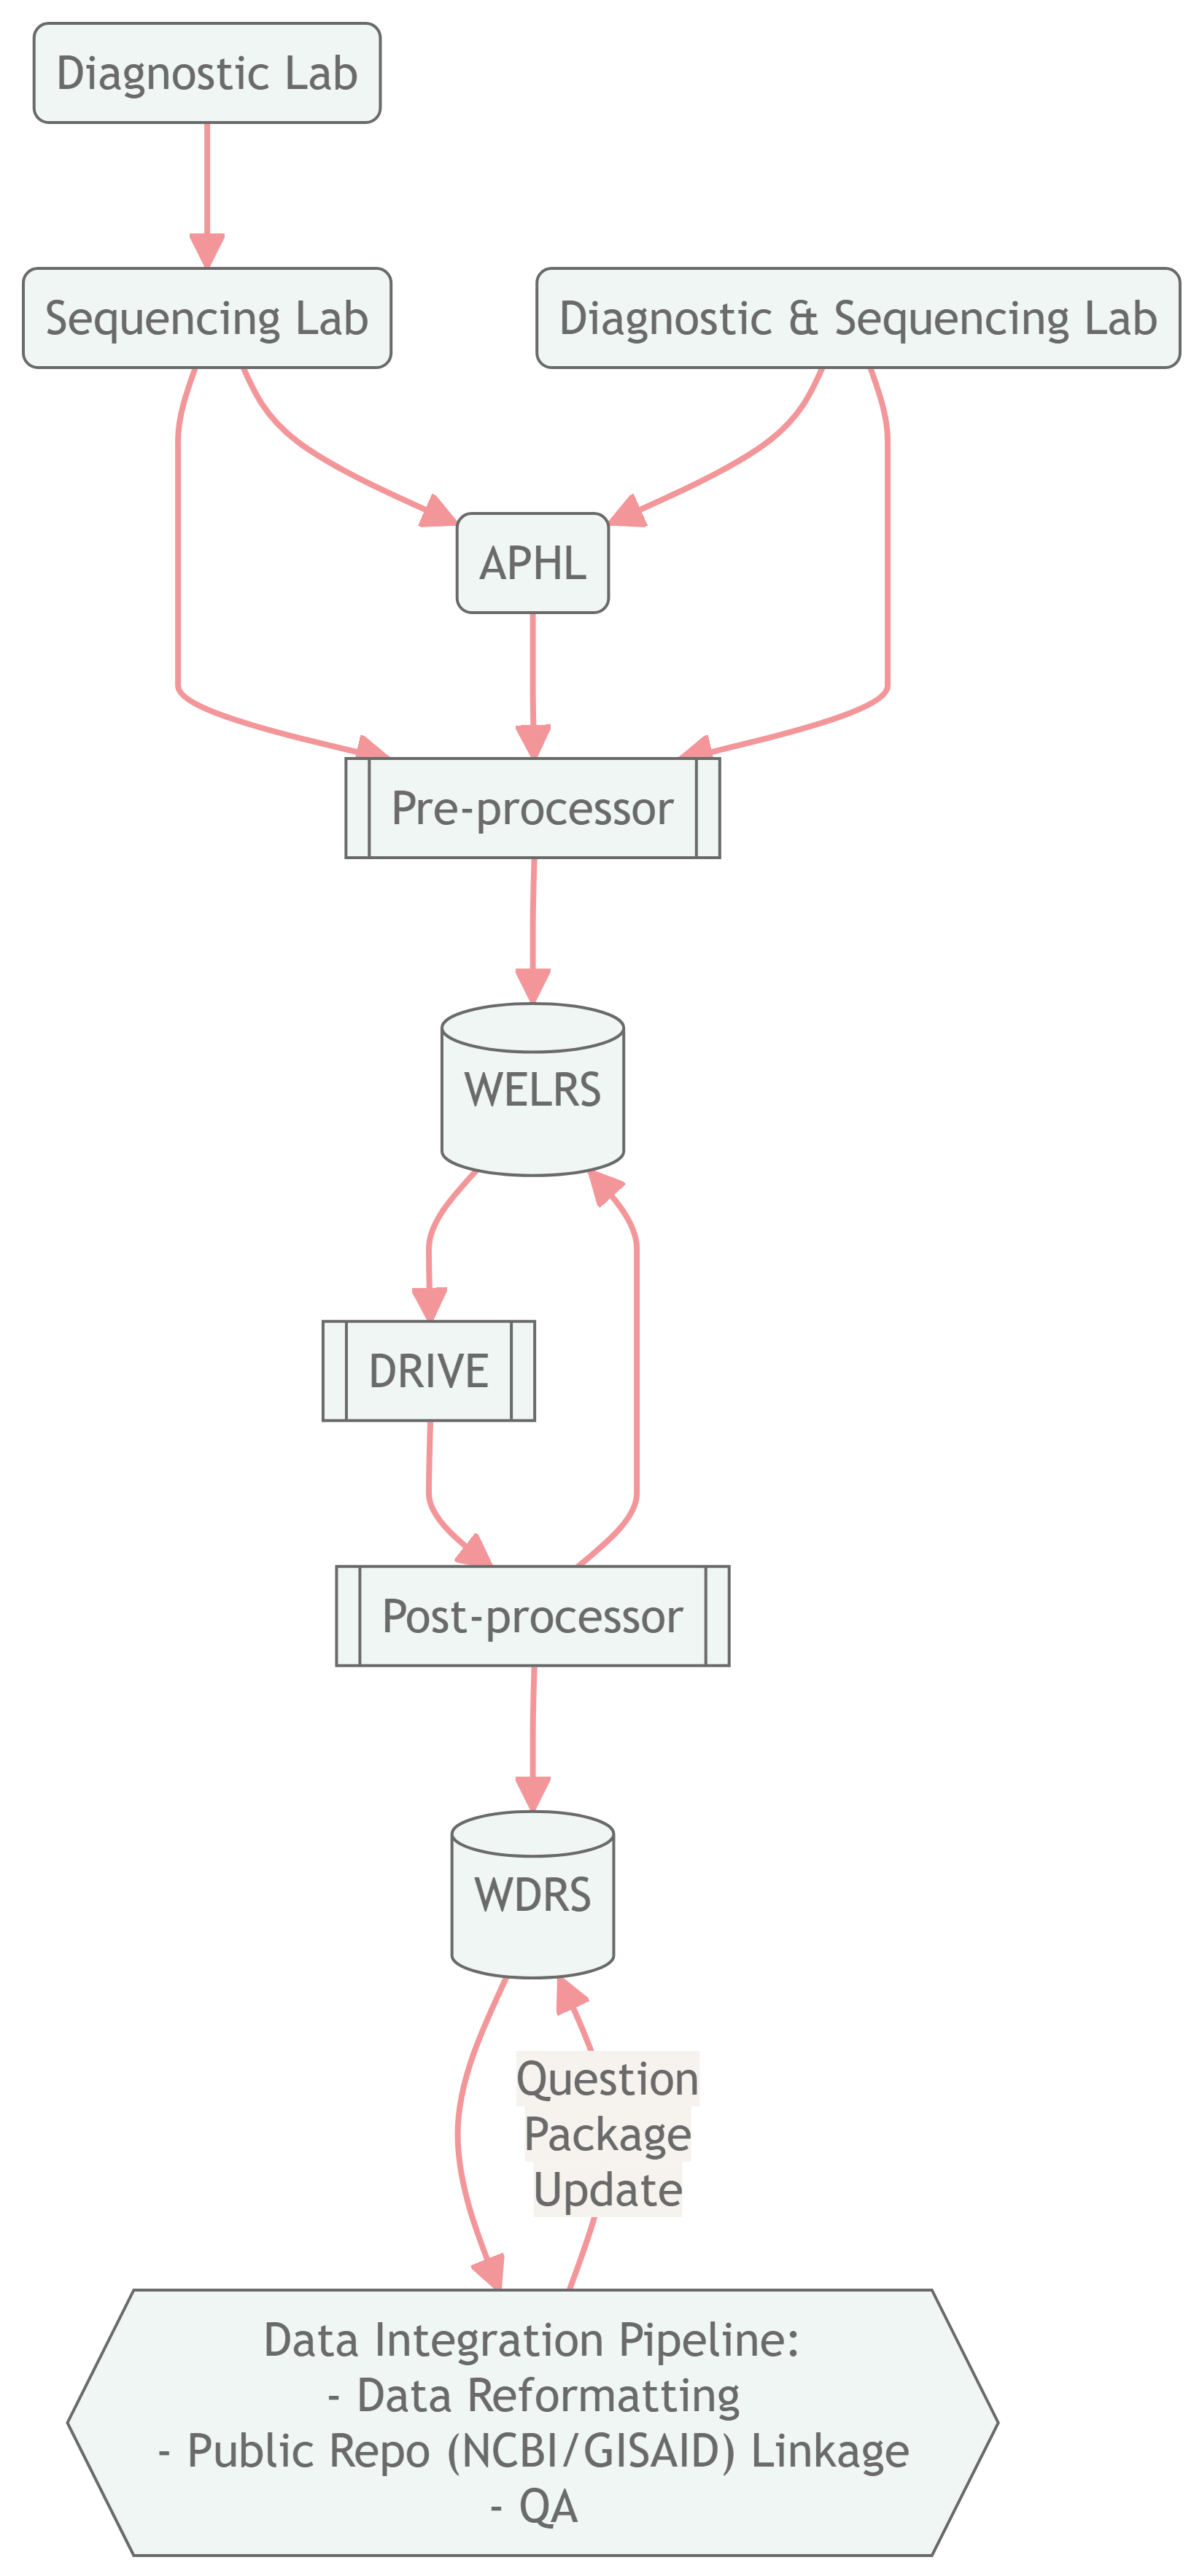 Diagnostic Lab
Sequencing Lab
Diagnostic & Sequencing Lab
APHL
Pre-processor
WELRS
DRIVE
Post-processor
WDRS
Question
Package
Update
Data Integration Pipeline:
- Data Reformatting
- Public Repo (NCBI/GISAID) Linkage
- QA